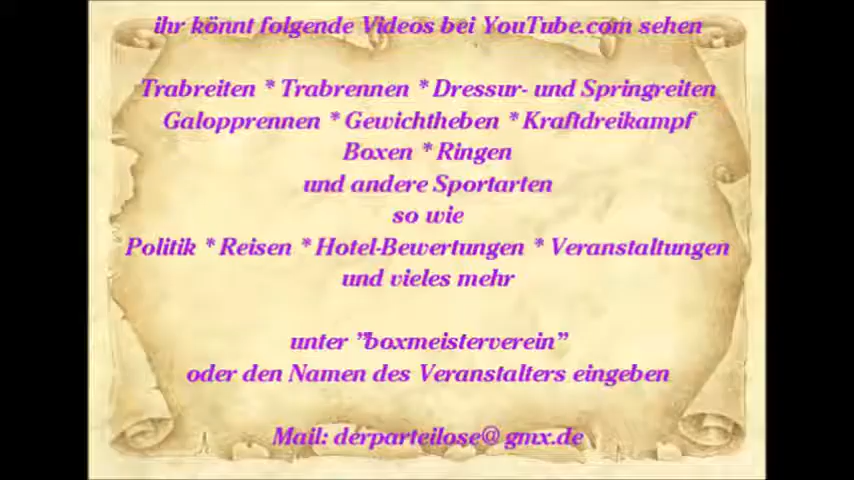 ihr könnt folgende Videos bei YouTube.com sehen
Trabreiten * Trabrennen * Dressur- und Springreiten
Galopprennen * Gewichtheben * Kraftdreikampf
Boxen * Ringen
und andere Sportarten
so wie
Politik * Reisen * Hotel-Bewertungen * Veranstaltungen
und vieles mehr
unter "boxmeisterverein"
oder den Namen des Veranstalters eingeben
Mail: derparteilose@gmx.de